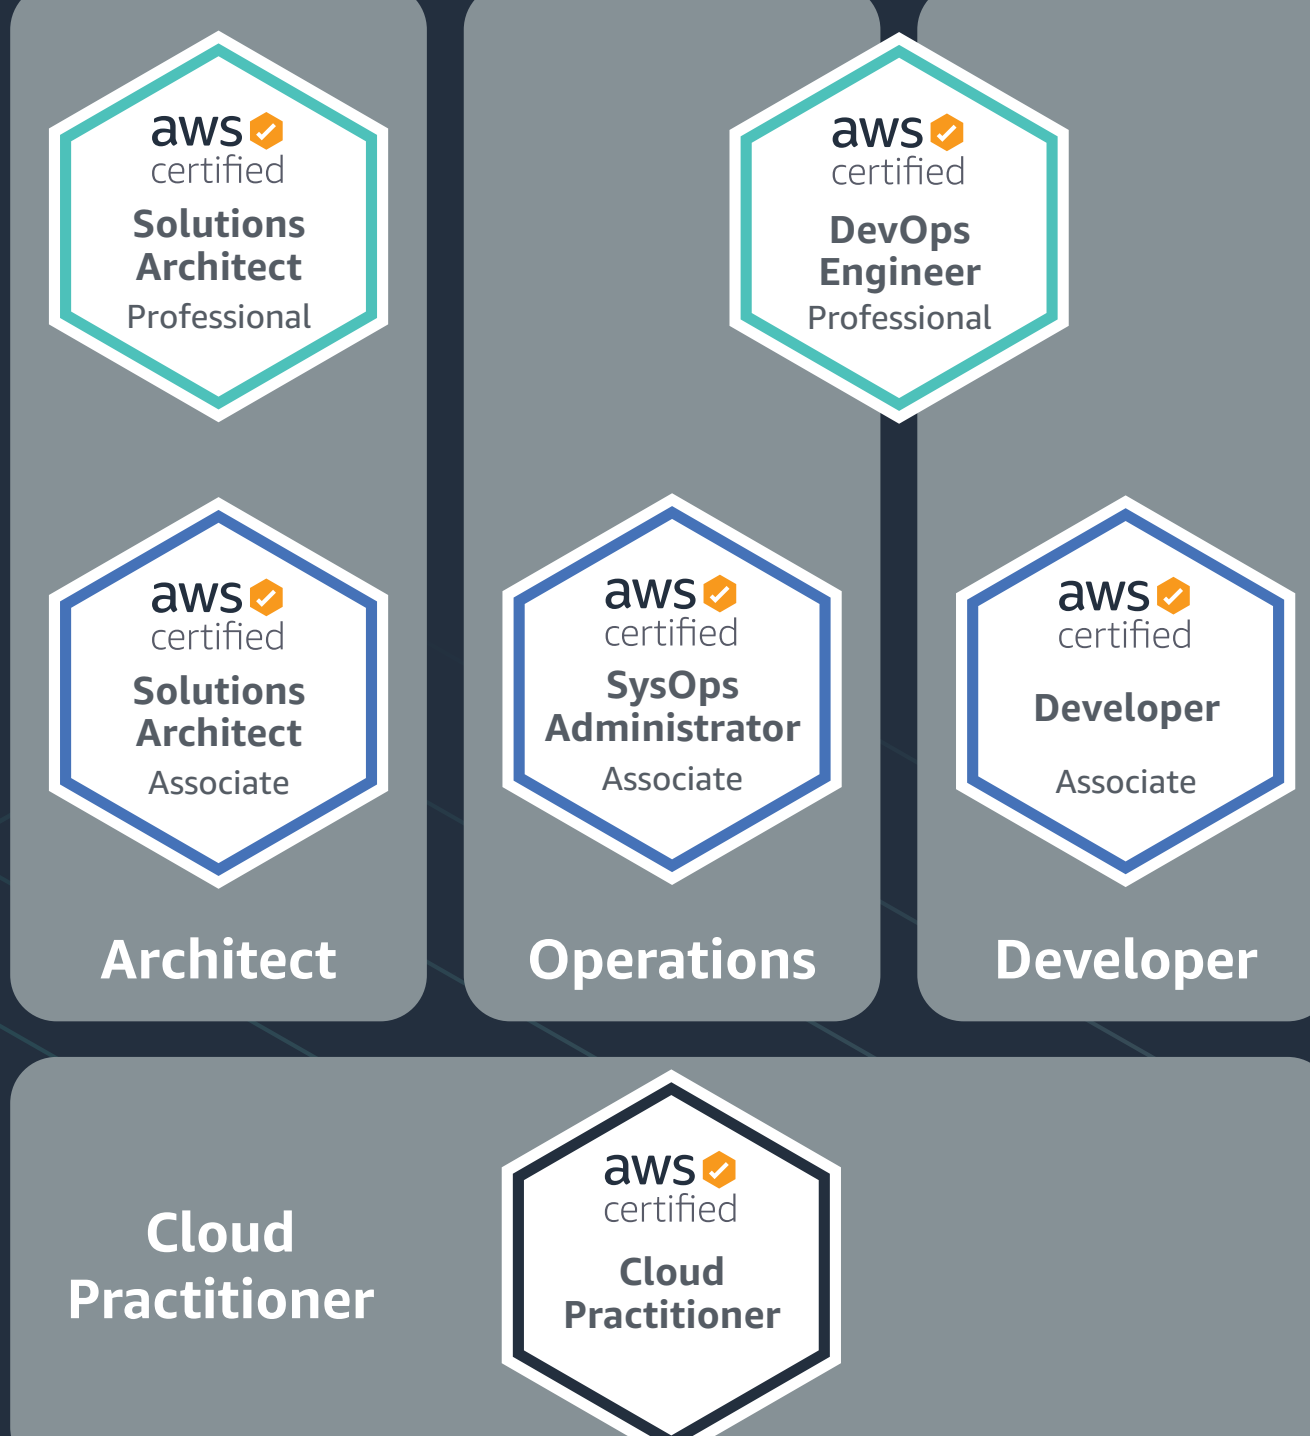 aws
certified
Solutions
Architect
Professional
aws
certified
DevOps
Engineer
Professional
aws
certified
Solutions
Architect
Associate
aws
certified
SysOps
Administrator
Associate
aws
certified
Developer
Associate
Architect
Operations
Developer
Cloud
Practitioner
aws
certified
Cloud
Practitioner